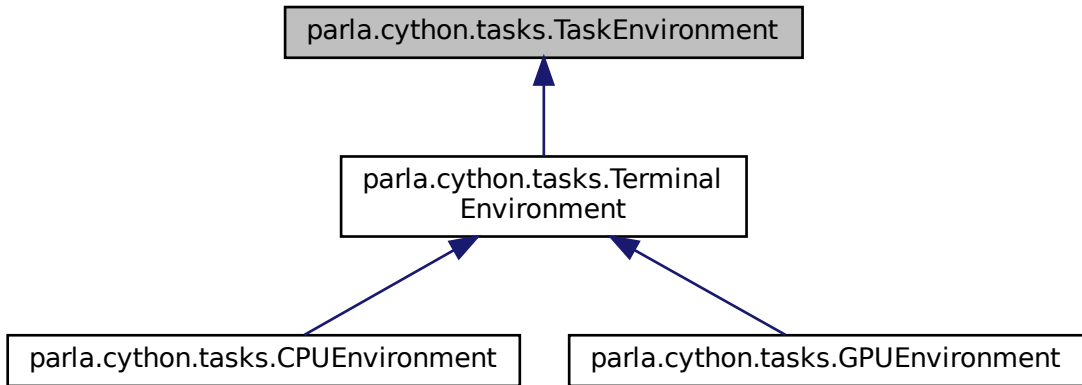 parla.cython.tasks.TaskEnvironment
parla.cython.tasks.Terminal
Environment
parla.cython.tasks.CPUEnvironment
parla.cython.tasks.GPUEnvironment